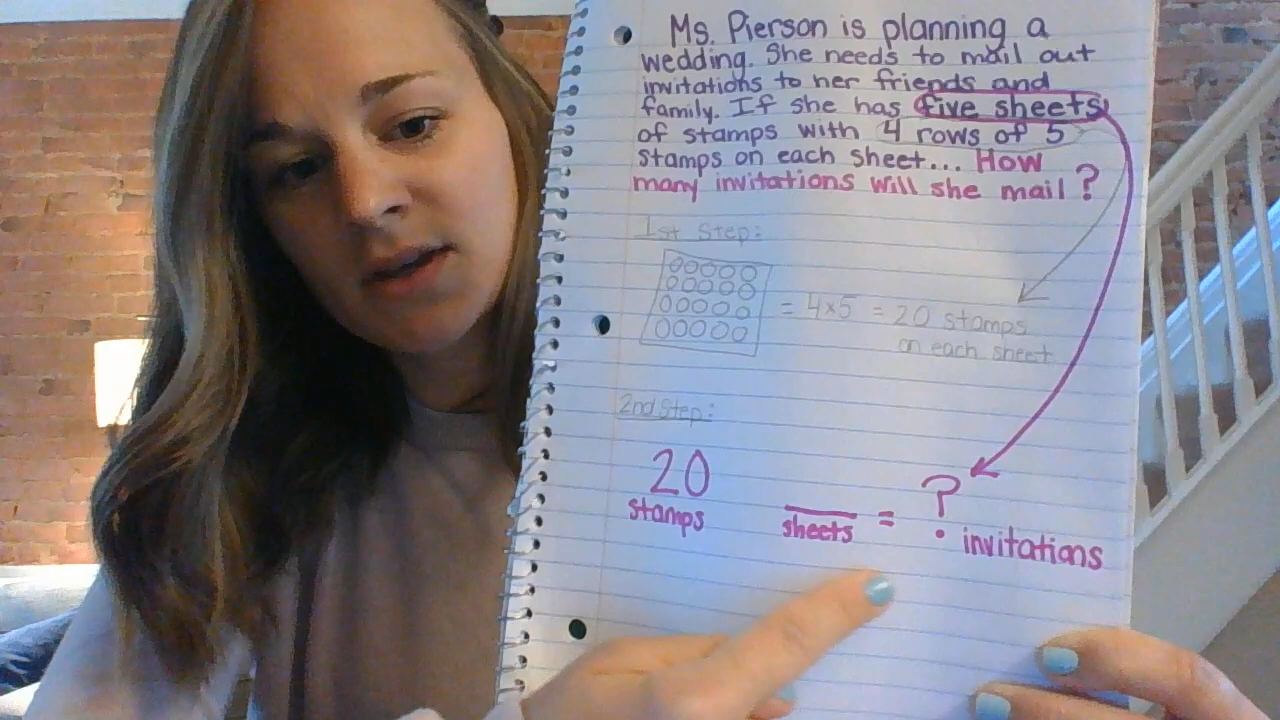 Ms. Pierson is planning a
wedding. She needs to mail out
invitations to her friends and
family. If she has five sheets
of stamps with 4 rows of 5
stamps on each sheet... How
many invitations will she mail?
1st Step:
= 4x5 = 20 stamps
on each sheet
2nd Step:
20 __ = ?
stamps sheets invitations